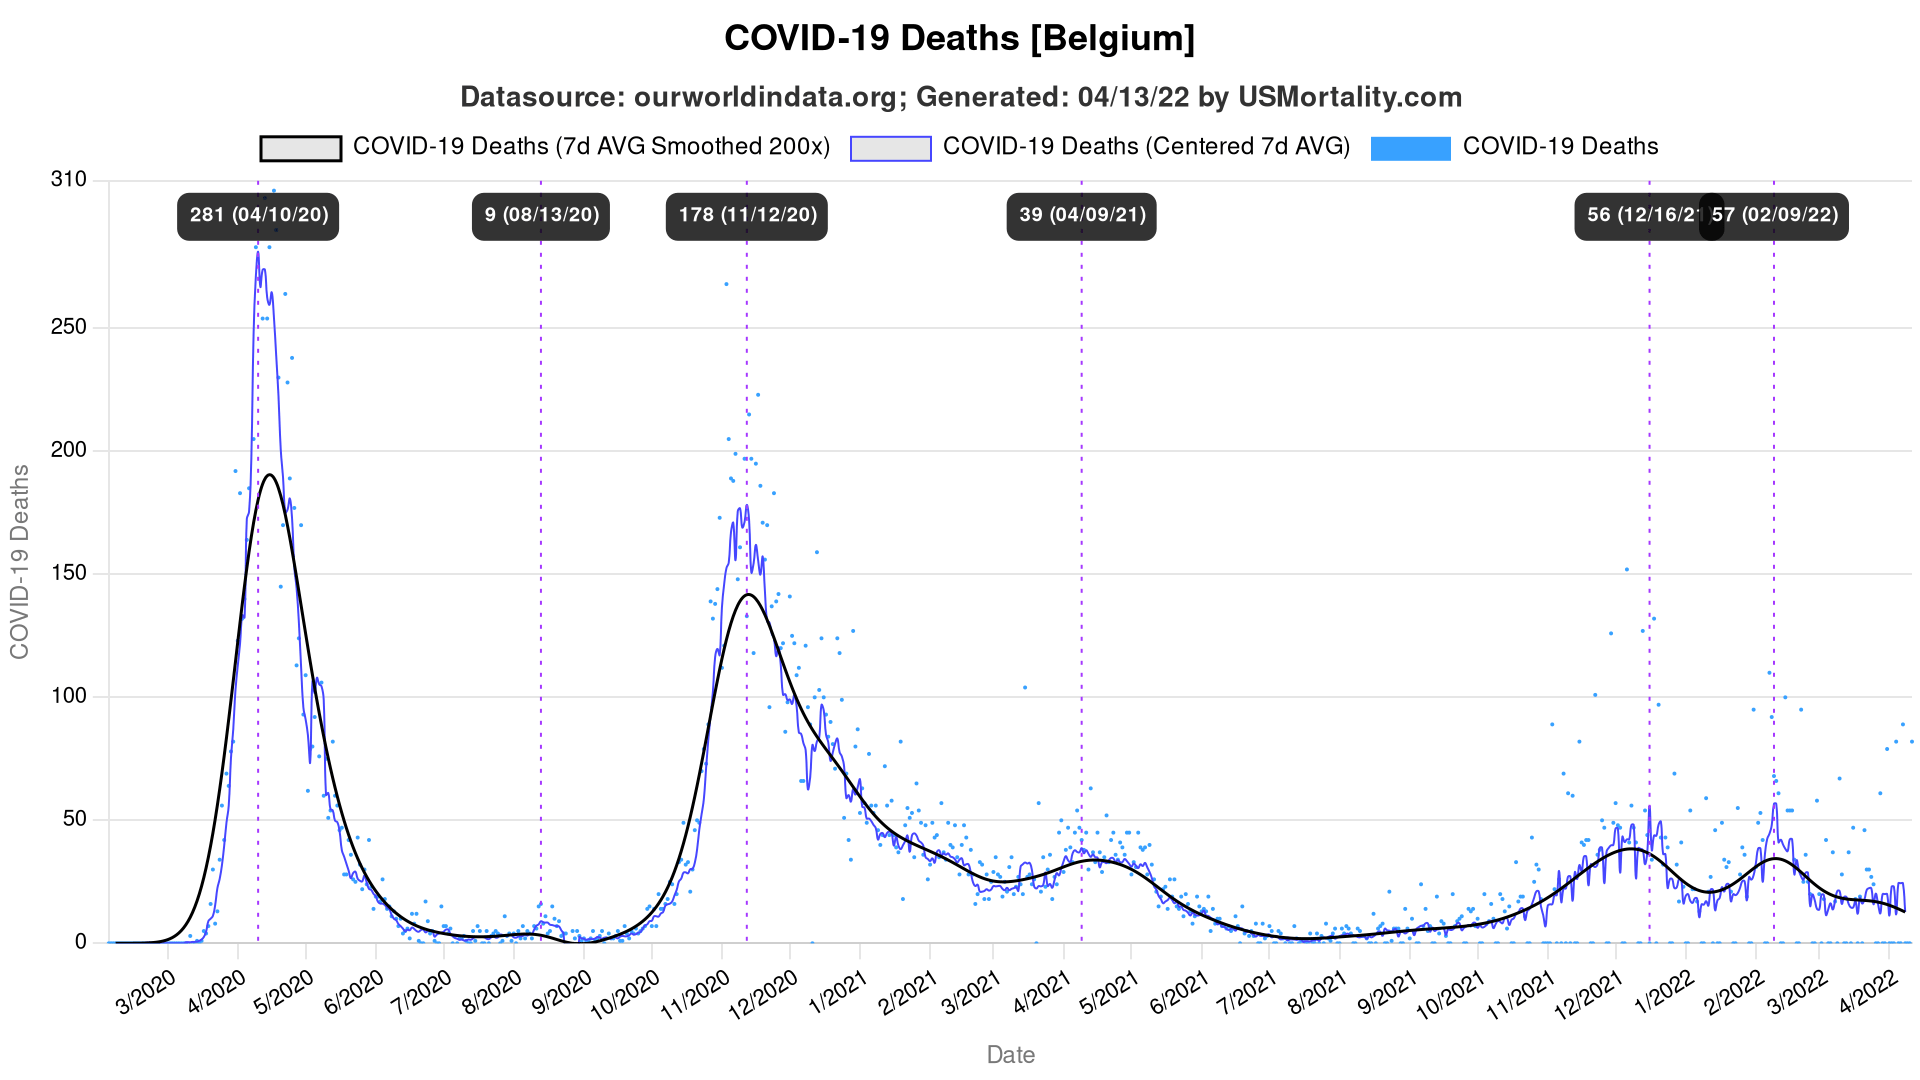 COVID-19 Deaths [Belgium]
Datasource: ourworldindata.org; Generated: 04/13/22 by USMortality.com
COVID-19 Deaths (7d AVG Smoothed 200x) COVID-19 Deaths (Centered 7d AVG) COVID-19 Deaths
310
281 (04/10/20) 9 (08/13/20) 178 (11/12/20) 39 (04/09/21) 56 (12/16/21) 57 (02/09/22)
250
200
150
100
50
0
COVID-19 Deaths
3/2020 4/2020 5/2020 6/2020 7/2020 8/2020 9/2020 10/2020 11/2020 12/2020 1/2021 2/2021 3/2021 4/2021 5/2021 6/2021 7/2021 8/2021 9/2021 10/2021 11/2021 12/2021 1/2022 2/2022 3/2022 4/2022
Date